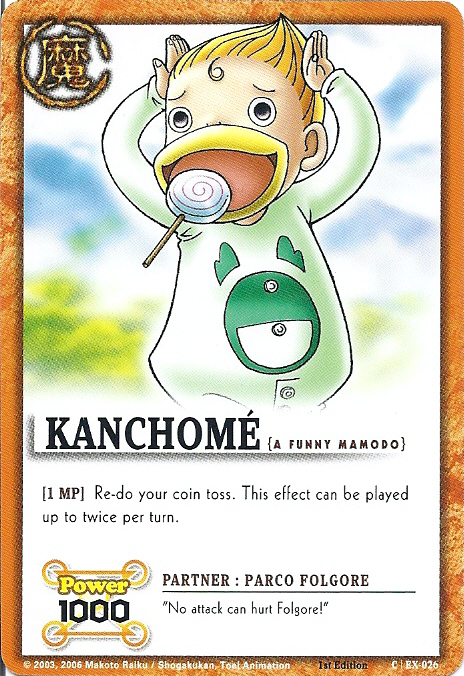 魔
KANCHOMÉ {A FUNNY MAMODO}
[1 MP] Re-do your coin toss. This effect can be played
up to twice per turn.
Power
1000
PARTNER : PARCO FOLGORE
"No attack can hurt Folgore!"
© 2003, 2006 Makoto Raiku / Shogakukan, Toei Animation 1st Edition C | EX-026